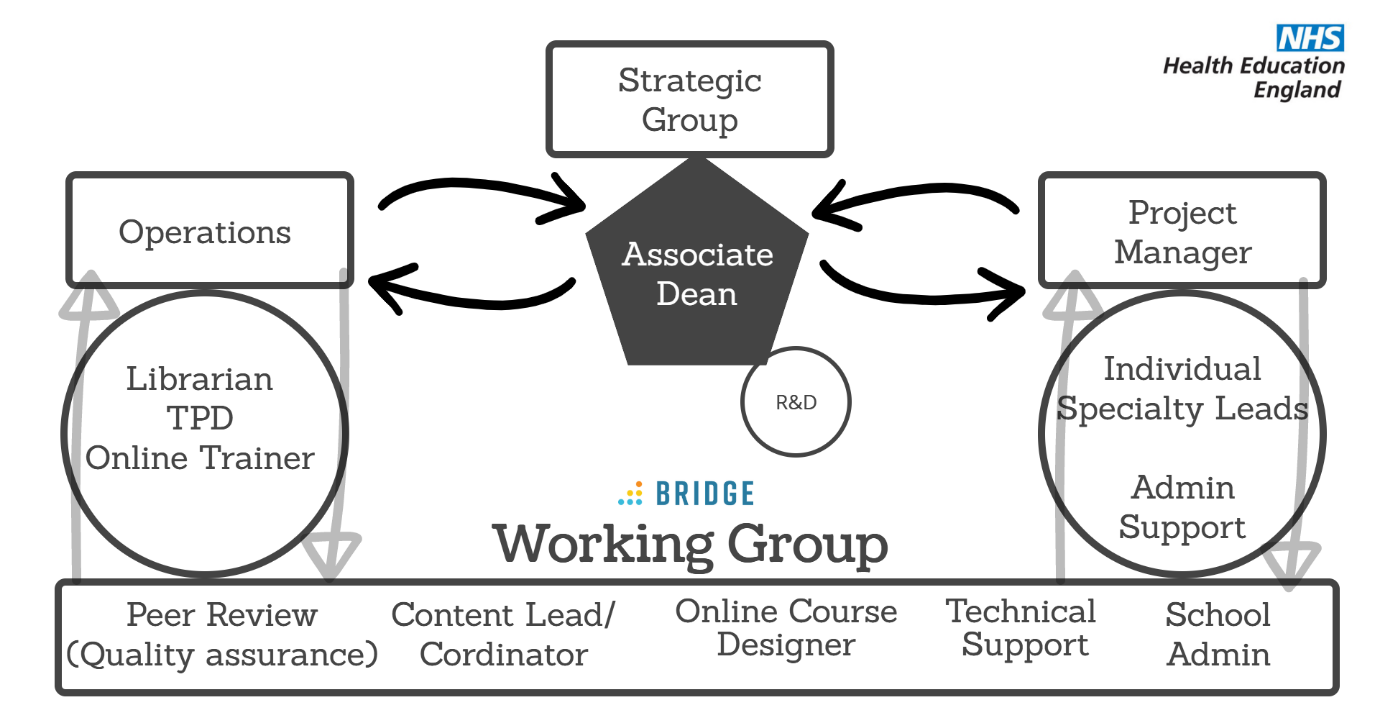 NHS
Health Education
England
Strategic
Group
Operations
Associate
Dean
Project
Manager
R&D
Librarian
TPD
Online Trainer
Individual
Specialty Leads
Admin
Support
BRIDGE
Working Group
Peer Review
(Quality assurance)
Content Lead/
Cordinator
Online Course
Designer
Technical
Support
School
Admin